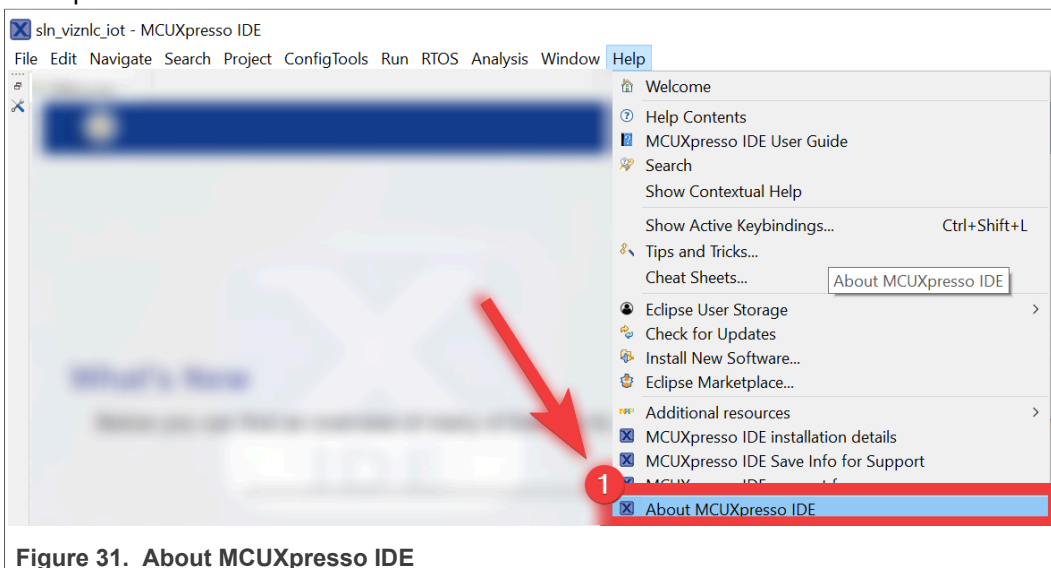 sln_viznlc_iot - MCUXpresso IDE
File Edit Navigate Search Project ConfigTools Run RTOS Analysis Window Help
Welcome
Help Contents
MCUXpresso IDE User Guide
Search
Show Contextual Help
Show Active Keybindings... Ctrl+Shift+L
Tips and Tricks...
Cheat Sheets...
About MCUXpresso IDE
Eclipse User Storage
Check for Updates
Install New Software...
Eclipse Marketplace...
What's New
Additional resources
MCUXpresso IDE installation details
MCUXpresso IDE Save Info for Support
1
About MCUXpresso IDE
Figure 31. About MCUXpresso IDE